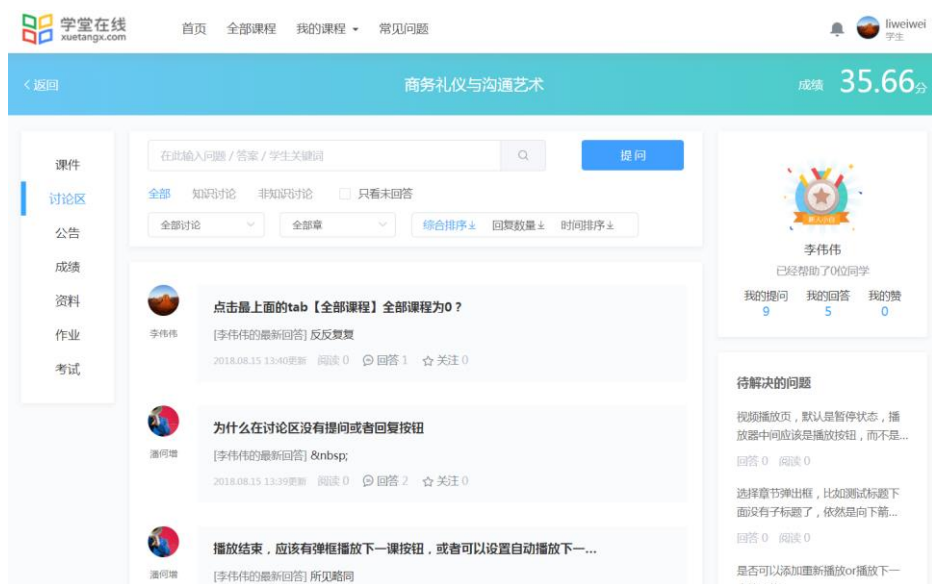 学堂在线
xuetangx.com
首页 全部课程 我的课程 常见问题
liweiwei
学生
<返回 商务礼仪与沟通艺术 成绩 35.66分
课件
讨论区
公告
成绩
资料
作业
考试
在此输入问题 / 答案 / 学生关键词 提问
全部 知识讨论 非知识讨论 只看未回答
全部讨论 全部章 综合排序 回复数量 时间排序
李伟伟
点击最上面的tab【全部课程】全部课程为0？
[李伟伟的最新回答] 反反复复
2018.08.15 13:40更新 阅读 0 回答 1 关注 0
潘何增
为什么在讨论区没有提问或者回复按钮
[李伟伟的最新回答] &nbsp;
2018.08.15 13:39更新 阅读 0 回答 2 关注 0
潘何增
播放结束，应该有弹框播放下一课按钮，或者可以设置自动播放下一...
[李伟伟的最新回答] 所见略同
李伟伟
已经帮助了0位同学
我的提问 我的回答 我的赞
9 5 0
待解决的问题
视频播放页，默认是暂停状态，播
放器中间应该是播放按钮，而不是...
回答 0 阅读 0
选择章节弹出框，比如测试标题下
面没有子标题了，依然是向下箭...
回答 0 阅读 0
是否可以添加重新播放or播放下一